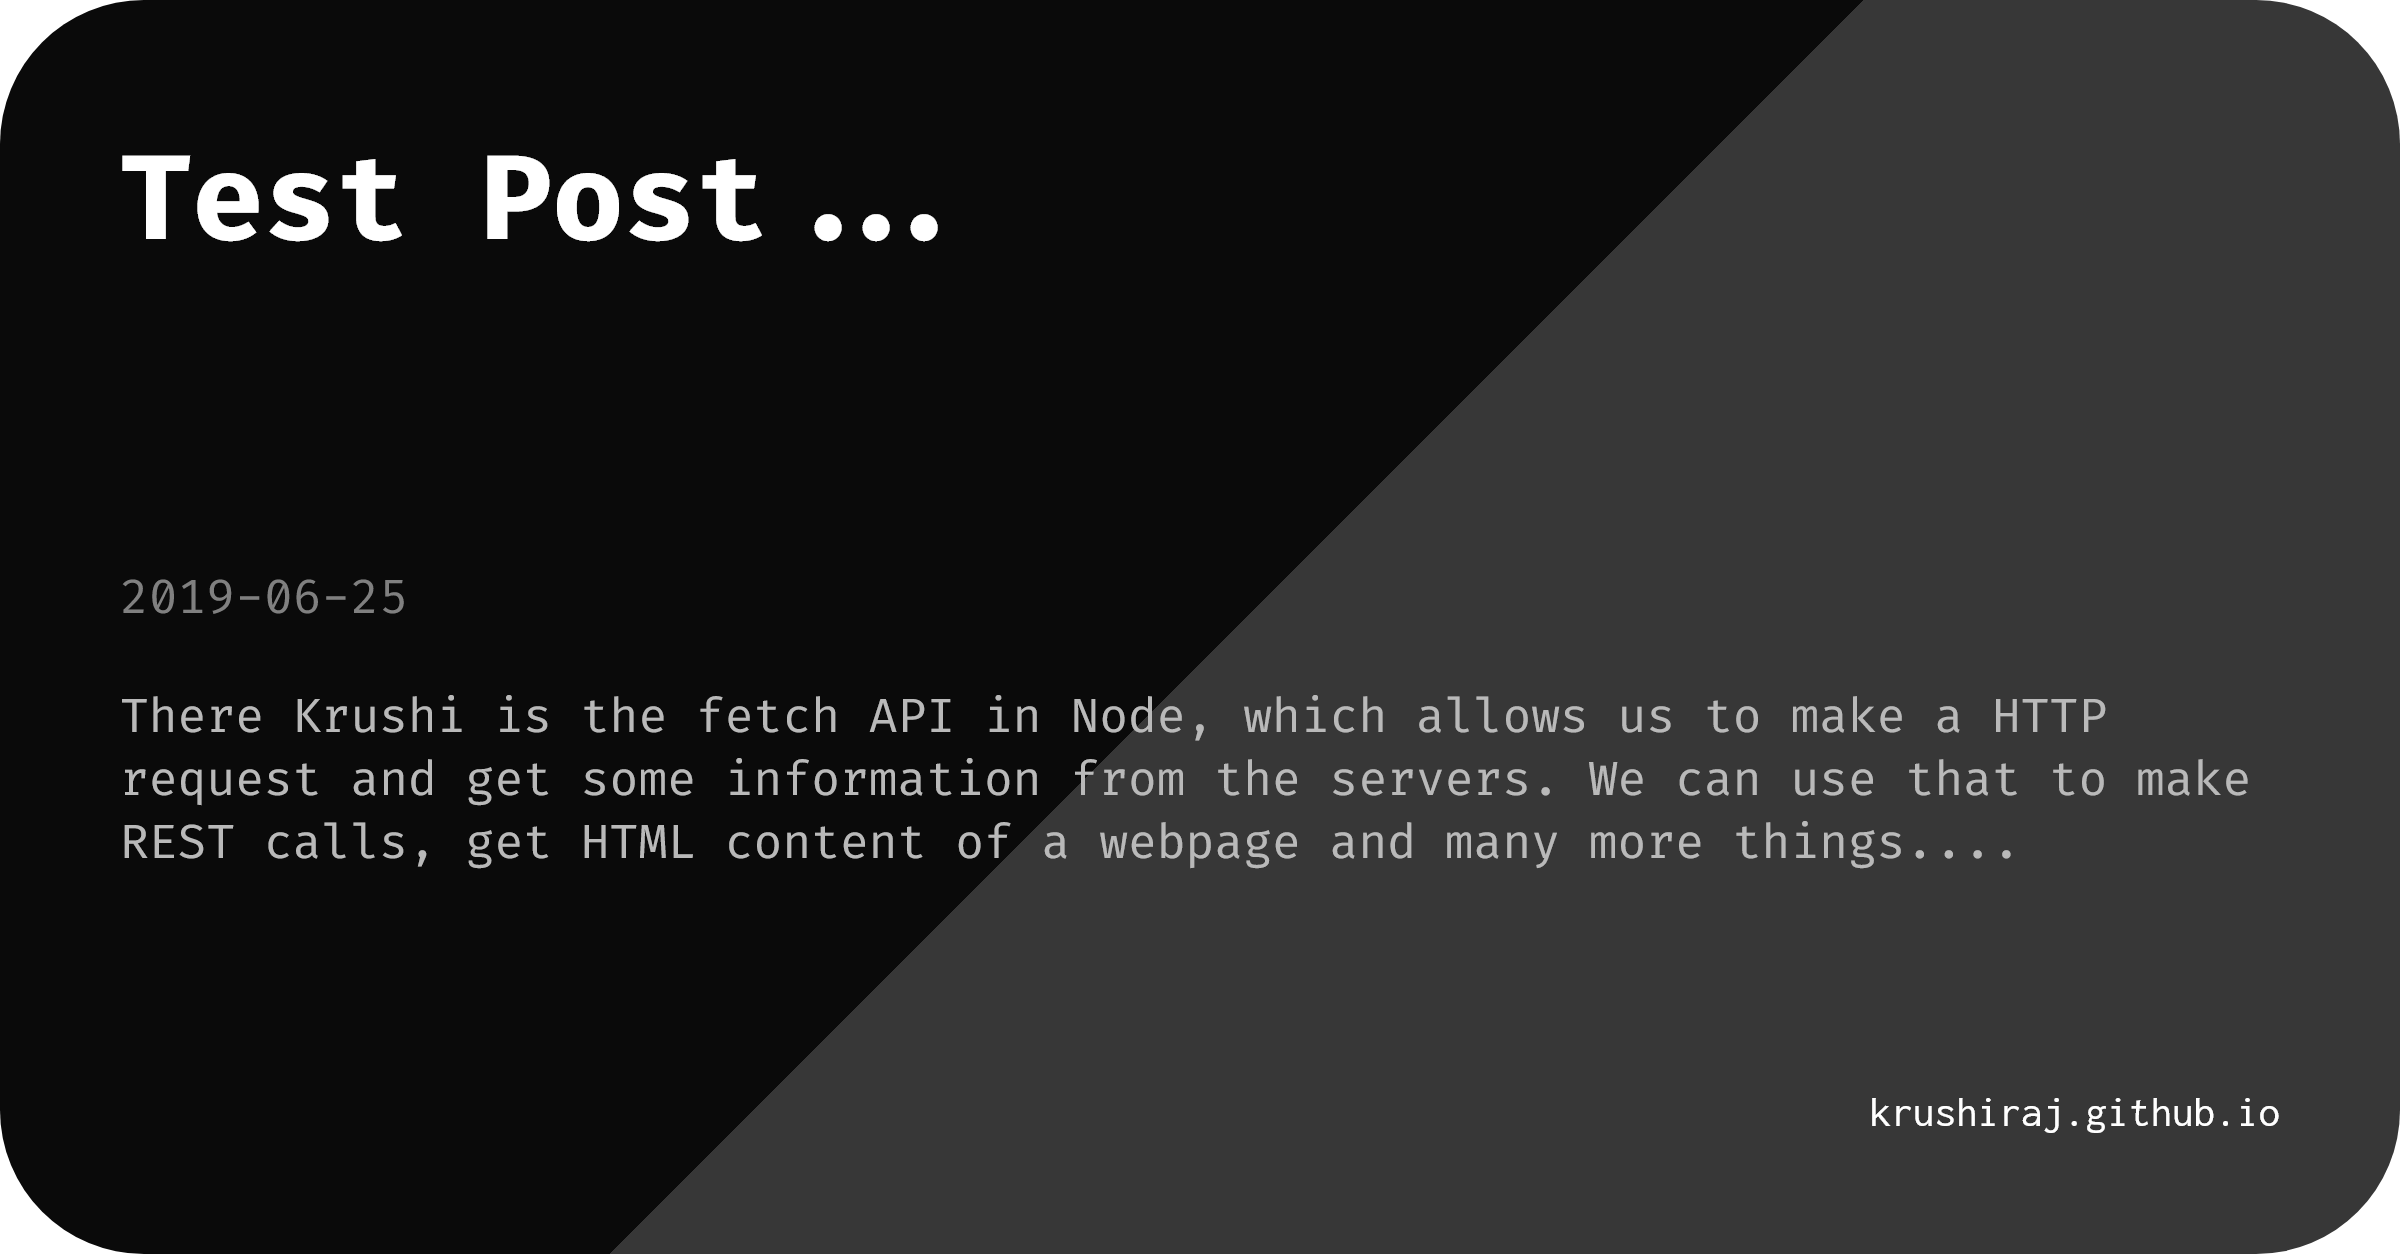 Test Post...
2019-06-25
There Krushi is the fetch API in Node, which allows us to make a HTTP
request and get some information from the servers. We can use that to make
REST calls, get HTML content of a webpage and many more things....
krushiraj.github.io